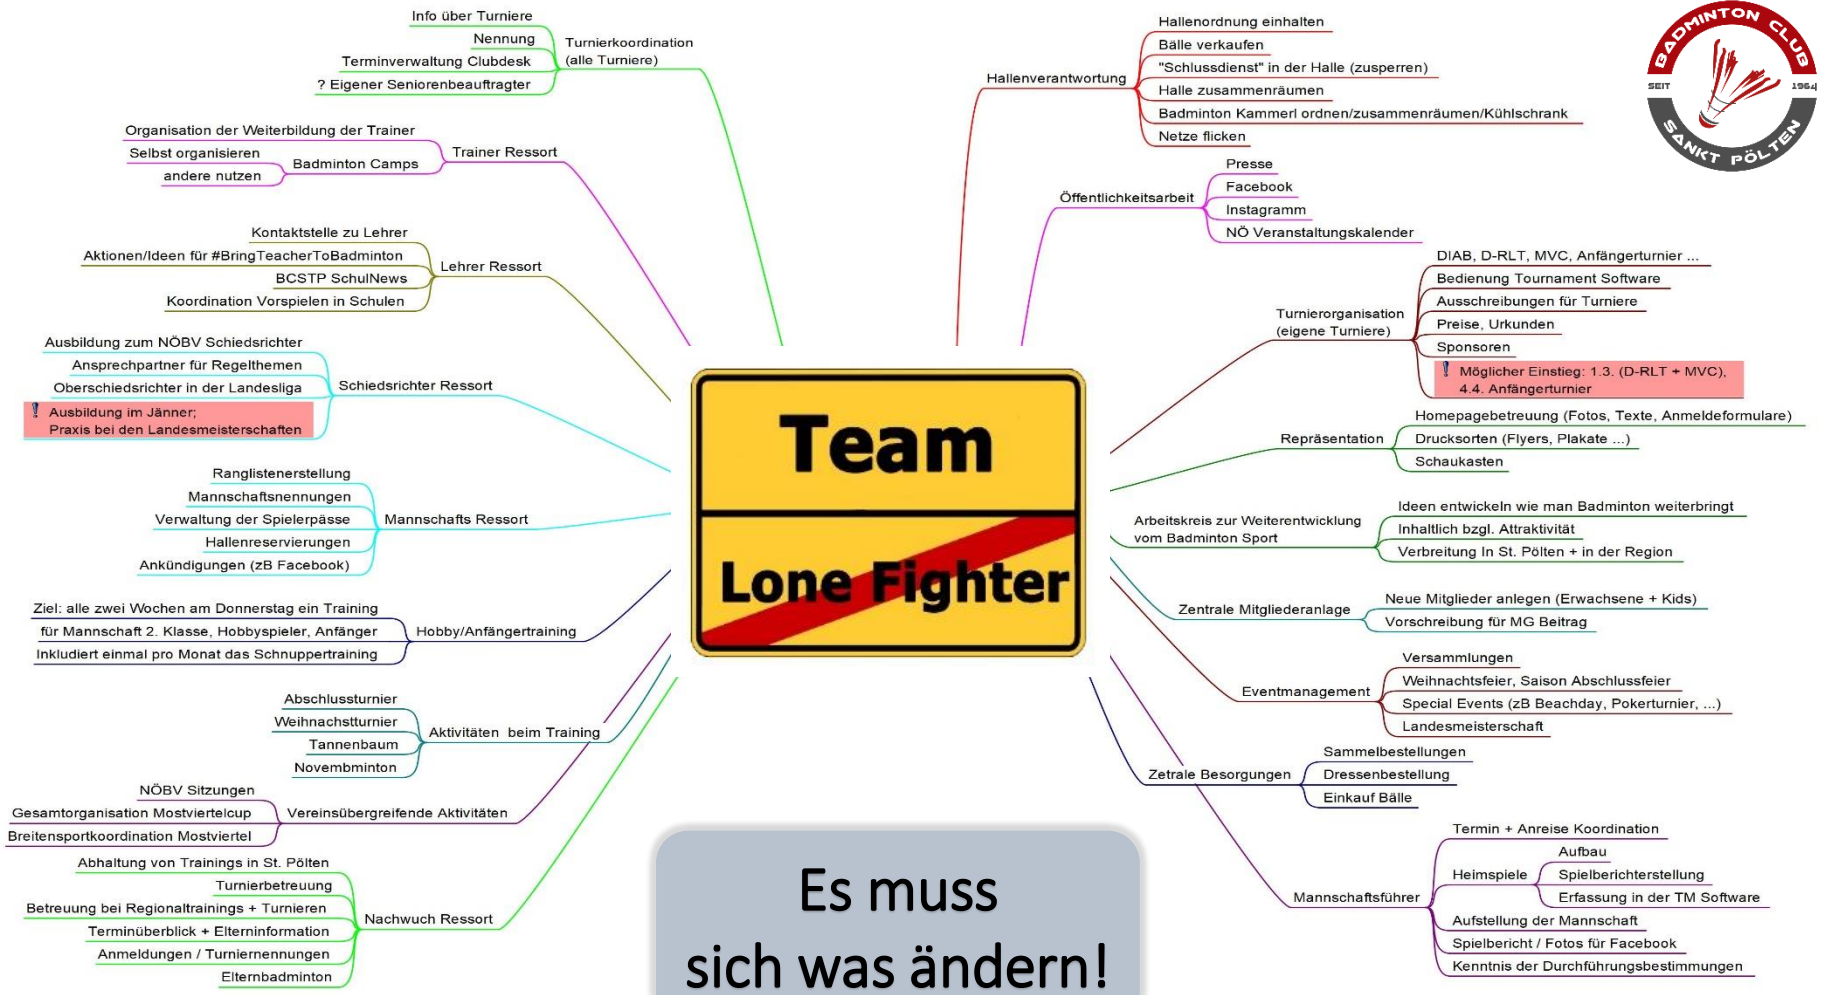 Info über Turniere
Nennung
Terminverwaltung Clubdesk
? Eigener Seniorenbeauftragter
Turnierkoordination
(alle Turniere)
Organisation der Weiterbildung der Trainer
Selbst organisieren
andere nutzen
Badminton Camps
Trainer Ressort
Kontaktstelle zu Lehrer
Aktionen/Ideen für #BringTeacherToBadminton
BCSTP SchulNews
Koordination Vorspielen in Schulen
Lehrer Ressort
Ausbildung zum NÖBV Schiedsrichter
Ansprechpartner für Regelthemen
Oberschiedsrichter in der Landesliga
! Ausbildung im Jänner;
Praxis bei den Landesmeisterschaften
Schiedsrichter Ressort
Ranglistenerstellung
Mannschaftsnennungen
Verwaltung der Spielerpässe
Hallenreservierungen
Ankündigungen (zB Facebook)
Mannschafts Ressort
Ziel: alle zwei Wochen am Donnerstag ein Training
für Mannschaft 2. Klasse, Hobbyspieler, Anfänger
Inkludiert einmal pro Monat das Schnuppertraining
Hobby/Anfängertraining
Abschlussturnier
Weihnachstturnier
Tannenbaum
Novembminton
Aktivitäten beim Training
NÖBV Sitzungen
Gesamtorganisation Mostviertelcup
Breitensportkoordination Mostviertel
Vereinsübergreifende Aktivitäten
Abhaltung von Trainings in St. Pölten
Turnierbetreuung
Betreuung bei Regionaltrainings + Turnieren
Terminüberblick + Elterninformation
Anmeldungen / Turniernennungen
Elternbadminton
Nachwuch Ressort
Team
Lone Fighter
Es muss
sich was ändern!
Hallenverantwortung
Hallenordnung einhalten
Bälle verkaufen
"Schlussdienst" in der Halle (zusperren)
Halle zusammenräumen
Badminton Kammerl ordnen/zusammenräumen/Kühlschrank
Netze flicken
Öffentlichkeitsarbeit
Presse
Facebook
Instagramm
NÖ Veranstaltungskalender
Turnierorganisation
(eigene Turniere)
DIAB, D-RLT, MVC, Anfängerturnier ...
Bedienung Tournament Software
Ausschreibungen für Turniere
Preise, Urkunden
Sponsoren
! Möglicher Einstieg: 1.3. (D-RLT + MVC),
4.4. Anfängerturnier
Repräsentation
Homepagebetreuung (Fotos, Texte, Anmeldeformulare)
Drucksorten (Flyers, Plakate ...)
Schaukasten
Arbeitskreis zur Weiterentwicklung
vom Badminton Sport
Ideen entwickeln wie man Badminton weiterbringt
Inhaltlich bzgl. Attraktivität
Verbreitung In St. Pölten + in der Region
Zentrale Mitgliederanlage
Neue Mitglieder anlegen (Erwachsene + Kids)
Vorschreibung für MG Beitrag
Eventmanagement
Versammlungen
Weihnachtsfeier, Saison Abschlussfeier
Special Events (zB Beachday, Pokerturnier, ...)
Landesmeisterschaft
Zetrale Besorgungen
Sammelbestellungen
Dressenbestellung
Einkauf Bälle
Mannschaftsführer
Termin + Anreise Koordination
Heimspiele
Aufbau
Spielberichterstellung
Erfassung in der TM Software
Aufstellung der Mannschaft
Spielbericht / Fotos für Facebook
Kenntnis der Durchführungsbestimmungen
BADMINTON CLUB
SEIT 1964
SANKT PÖLTEN